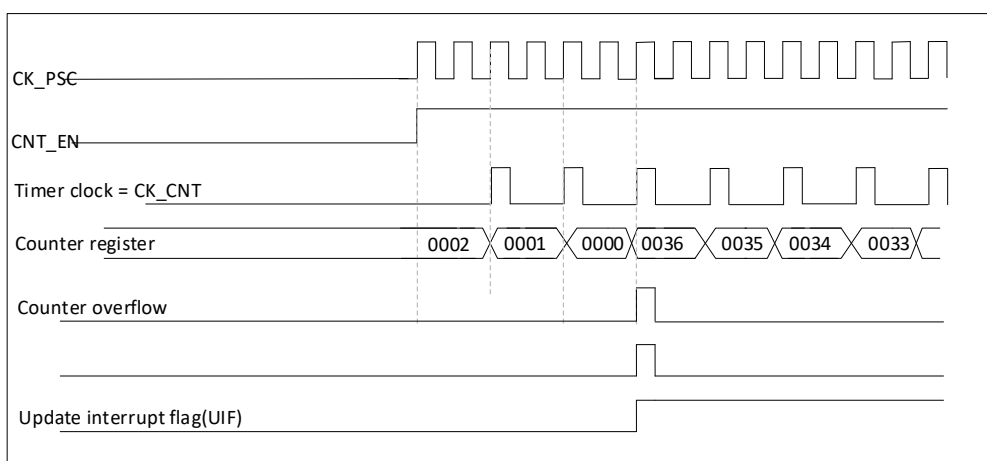 CK_PSC
CNT_EN
Timer clock = CK_CNT
Counter register
0002 0001 0000 0036 0035 0034 0033
Counter overflow
Update interrupt flag(UIF)